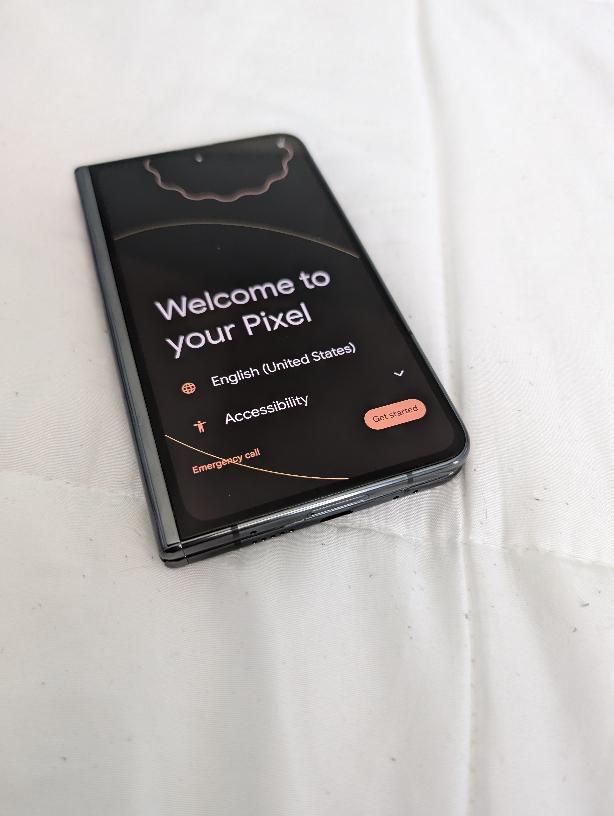 Welcome to
your Pixel
English (United States)
Accessibility
Get started
Emergency call